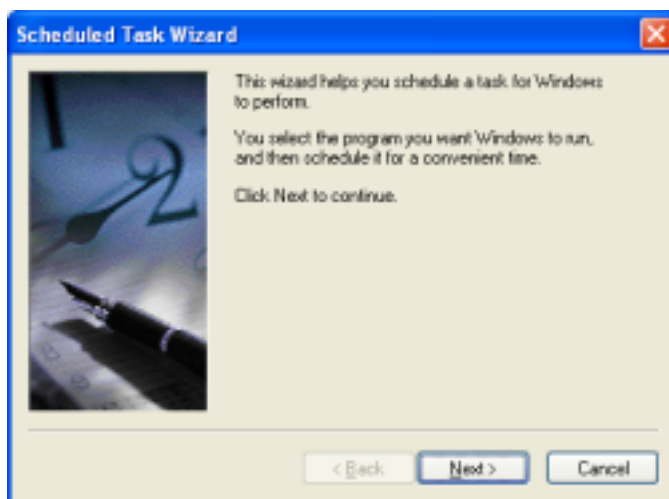 Scheduled Task Wizard
This wizard helps you schedule a task for Windows
to perform.
You select the program you want Windows to run,
and then schedule it for a convenient time.
Click Next to continue.
2
< Back Next > Cancel